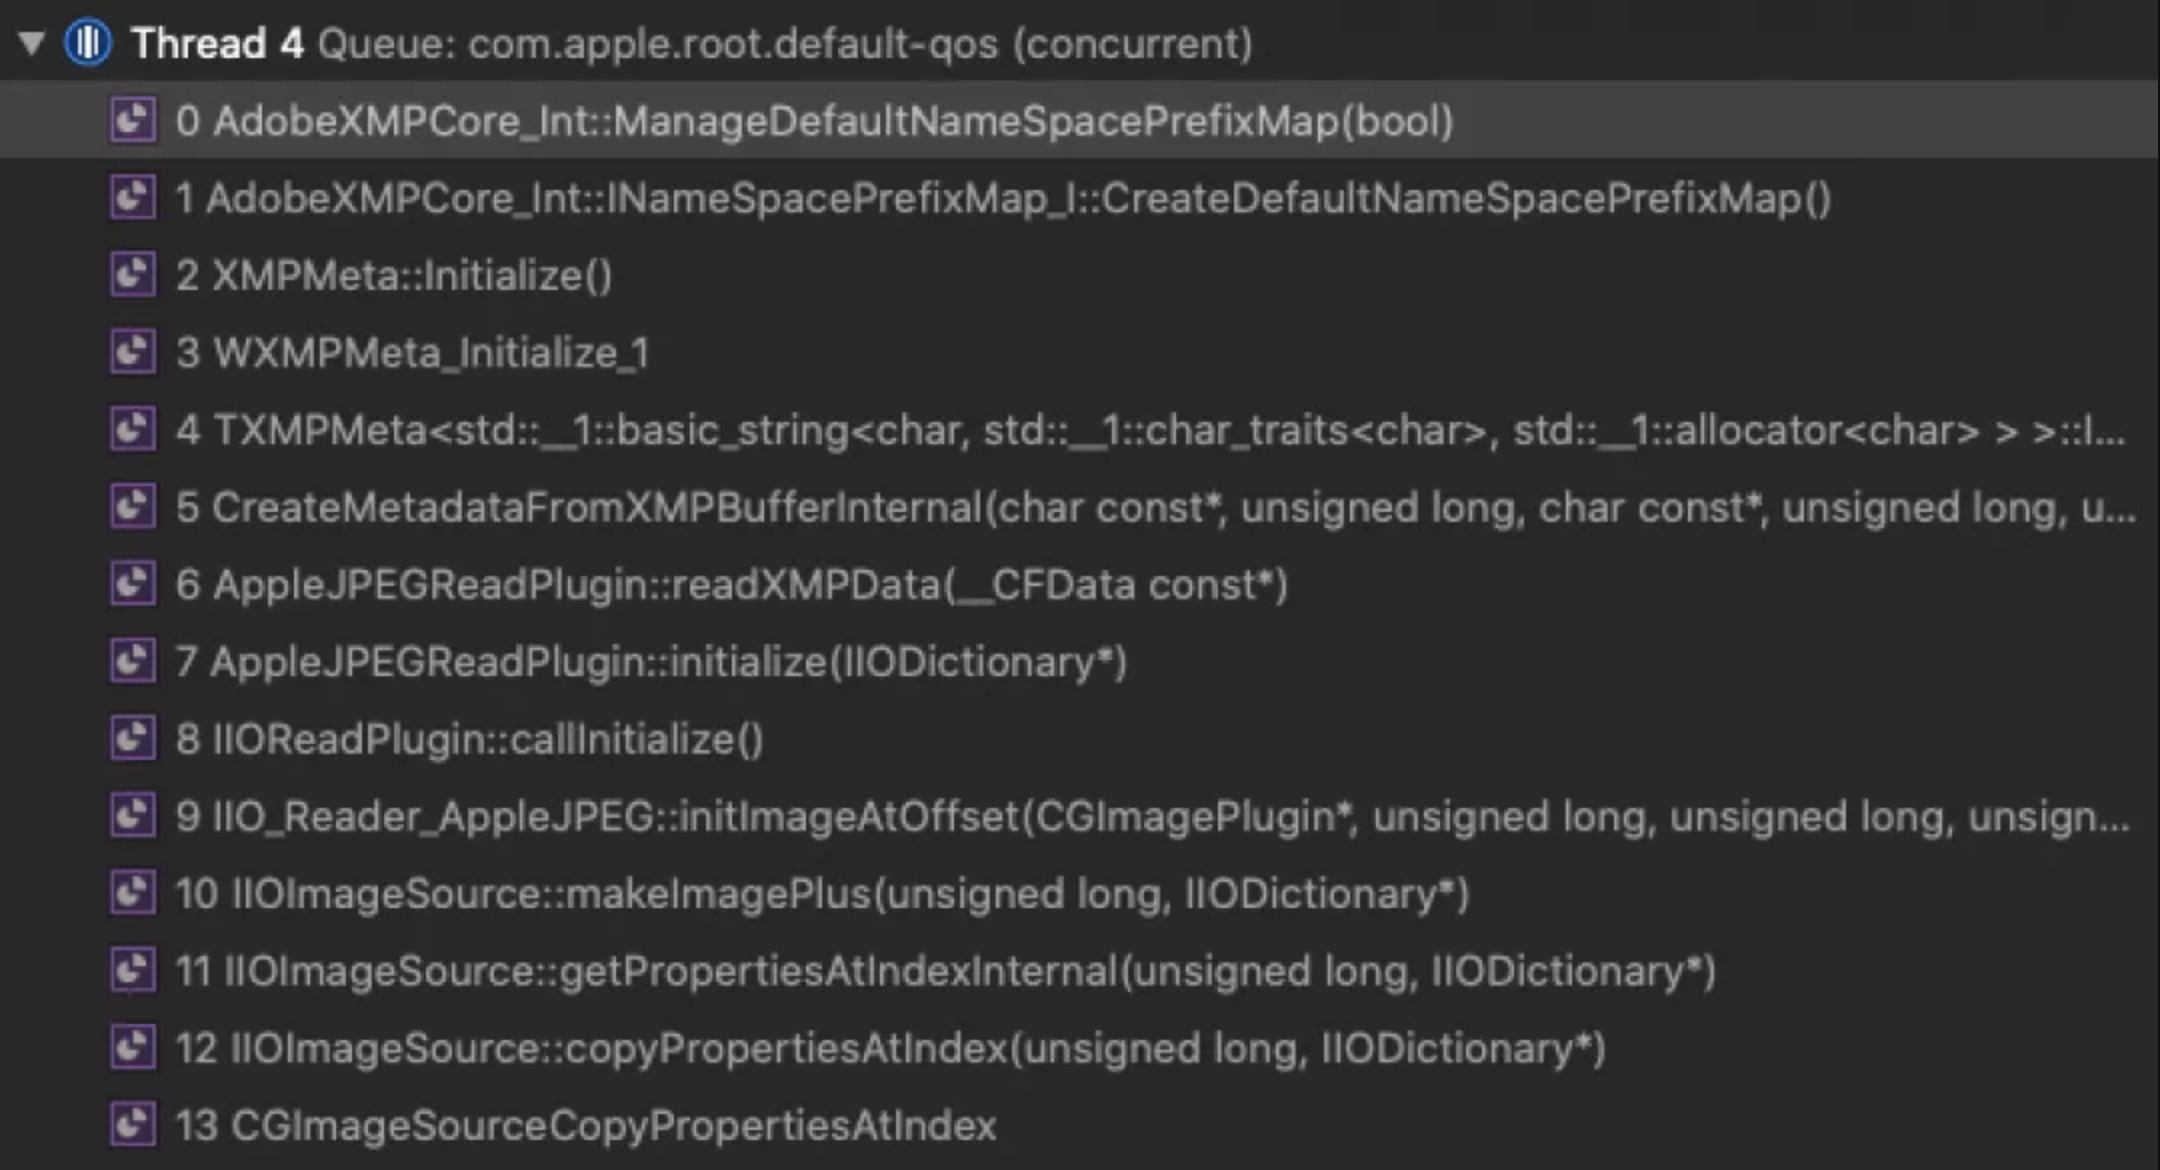 Thread 4 Queue: com.apple.root.default-qos (concurrent)
0 AdobeXMPCore_Int::ManageDefaultNameSpacePrefixMap(bool)
1 AdobeXMPCore_Int::INameSpacePrefixMap_I::CreateDefaultNameSpacePrefixMap()
2 XMPMeta::Initialize()
3 WXMPMeta_Initialize_1
4 TXMPMeta<std::__1::basic_string<char, std::__1::char_traits<char>, std::__1::allocator<char> > >::I...
5 CreateMetadataFromXMPBufferInternal(char const*, unsigned long, char const*, unsigned long, u...
6 AppleJPEGReadPlugin::readXMPData(__CFData const*)
7 AppleJPEGReadPlugin::initialize(IIODictionary*)
8 IIOReadPlugin::callInitialize()
9 IIO_Reader_AppleJPEG::initImageAtOffset(CGImagePlugin*, unsigned long, unsigned long, unsign...
10 IIOImageSource::makeImagePlus(unsigned long, IIODictionary*)
11 IIOImageSource::getPropertiesAtIndexInternal(unsigned long, IIODictionary*)
12 IIOImageSource::copyPropertiesAtIndex(unsigned long, IIODictionary*)
13 CGImageSourceCopyPropertiesAtIndex